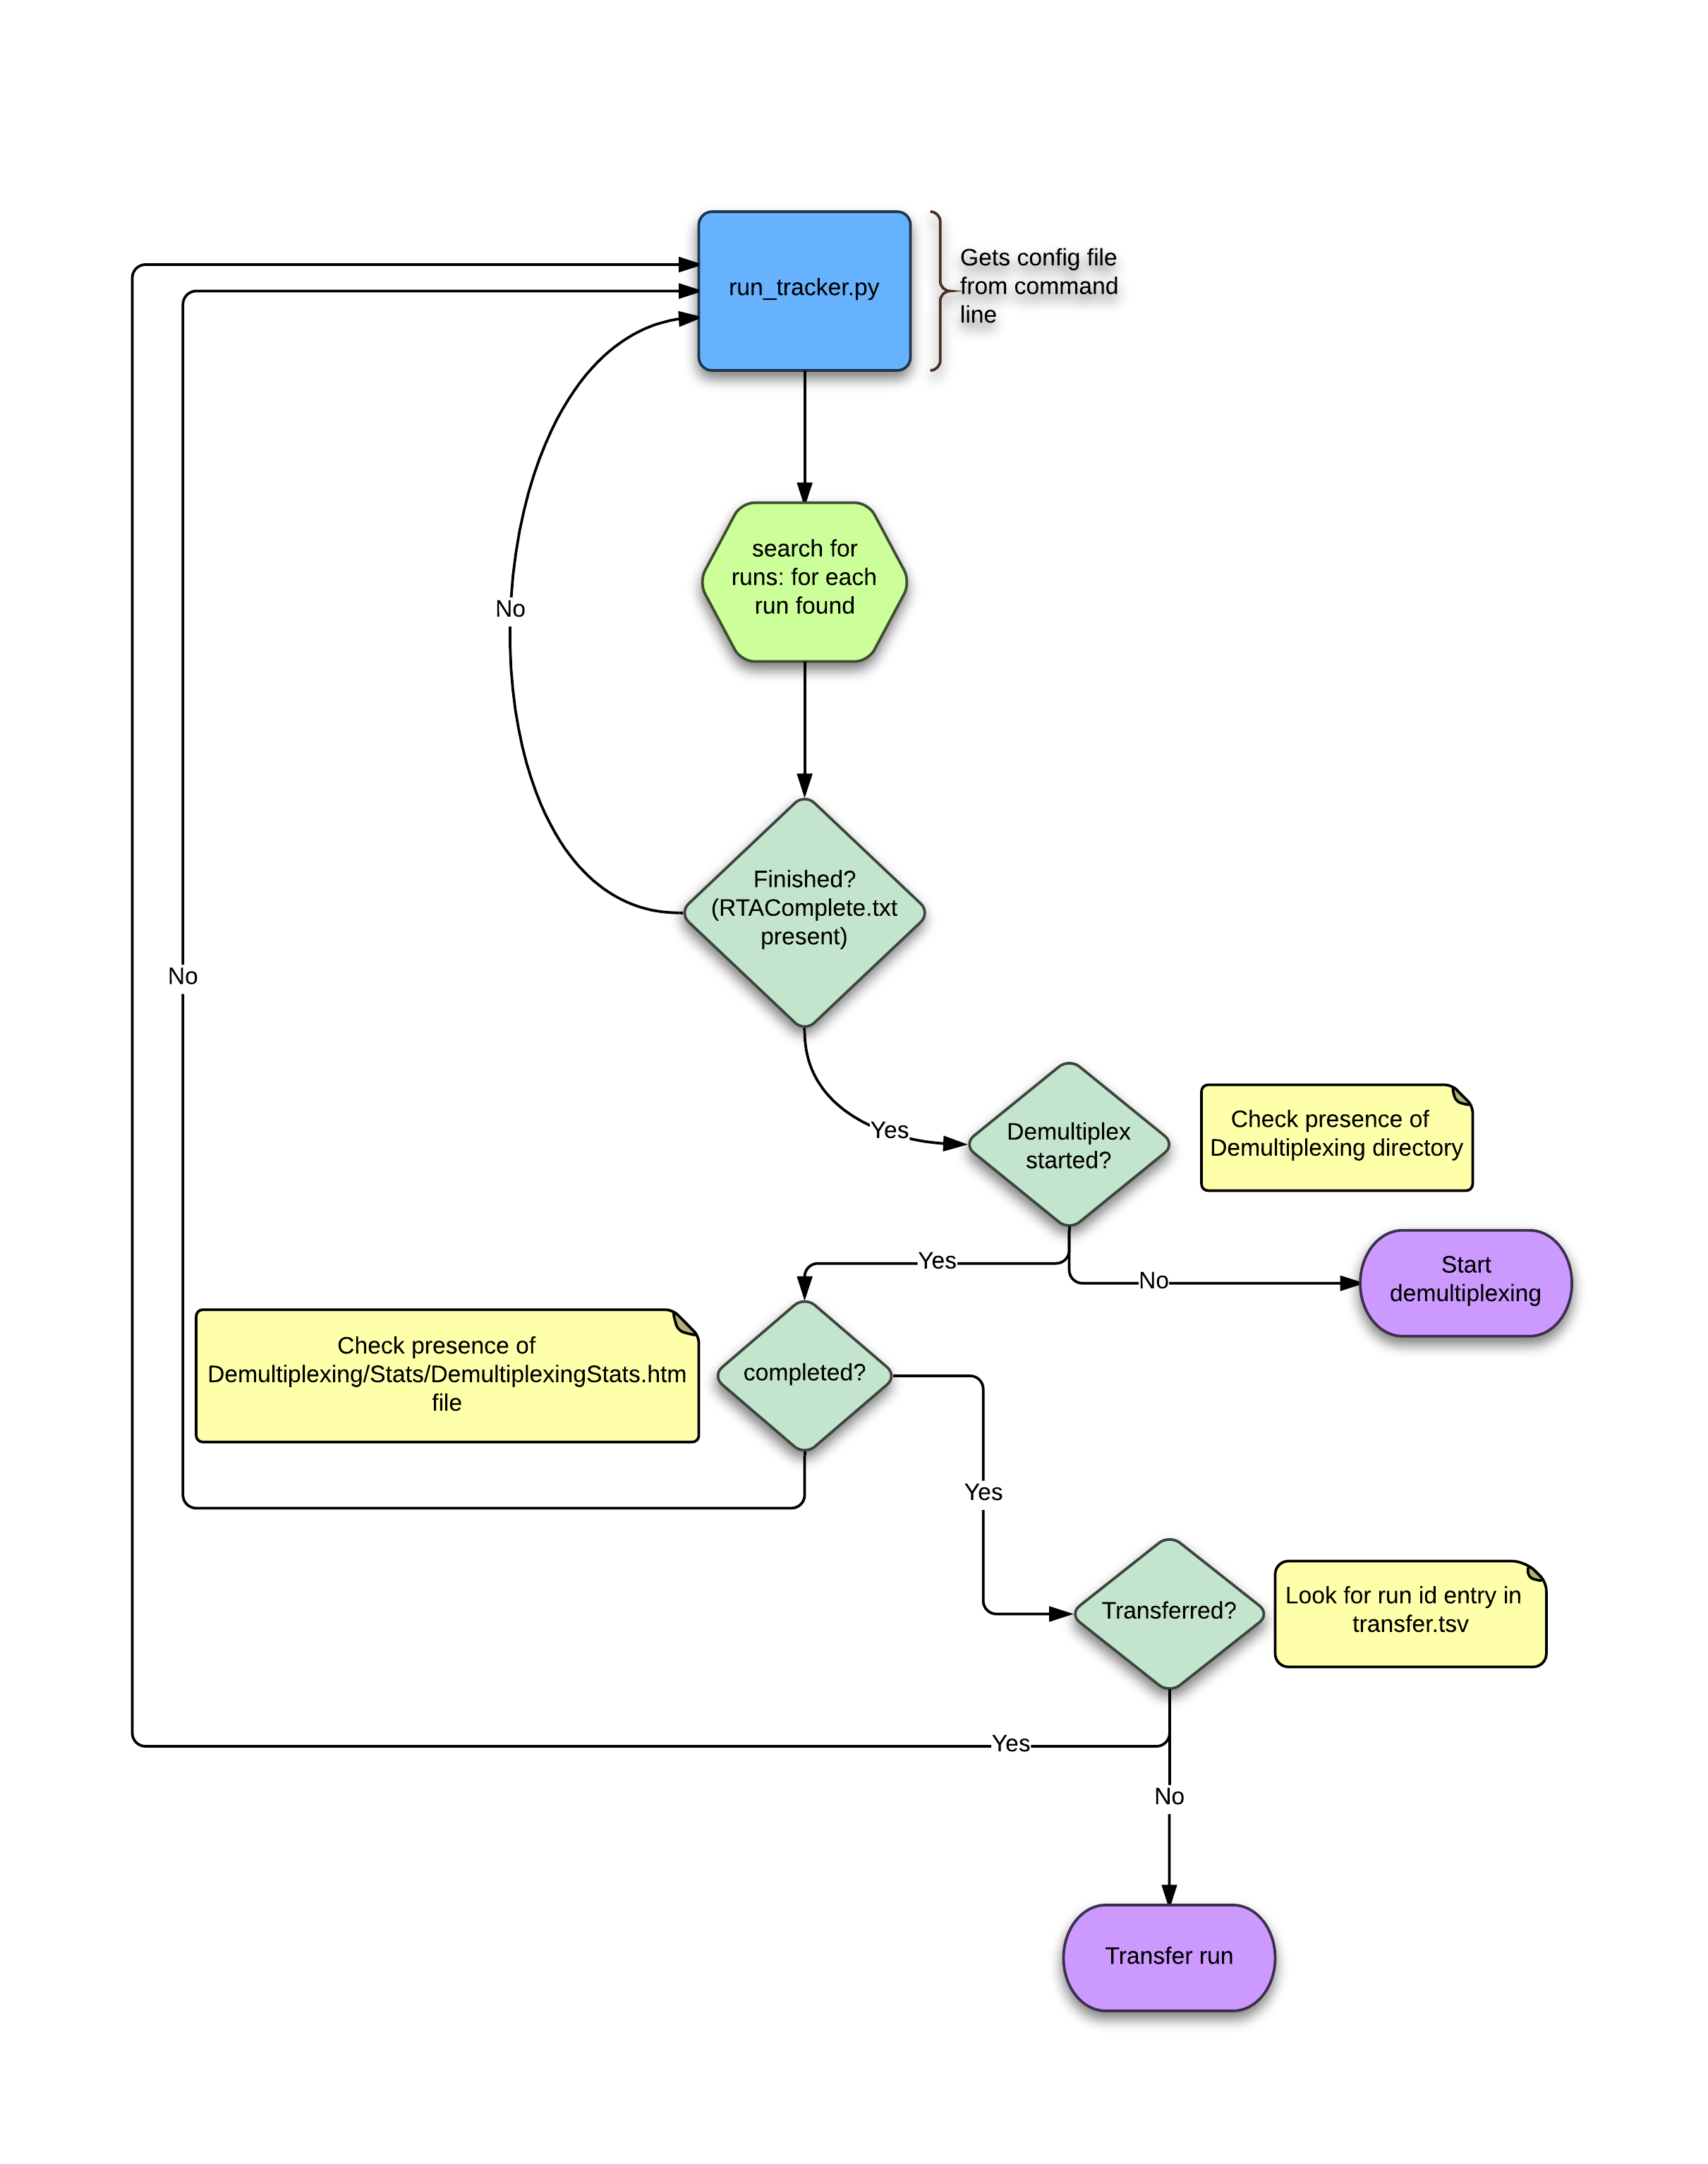 run_tracker.py
Gets config file
from command
line
search for
runs: for each
run found
No
Finished?
(RTAComplete.txt
present)
No
Yes
Demultiplex
started?
Check presence of
Demultiplexing directory
Yes
No
Start
demultiplexing
Check presence of
Demultiplexing/Stats/DemultiplexingStats.htm
file
completed?
Yes
Transferred?
Look for run id entry in
transfer.tsv
Yes
No
Transfer run